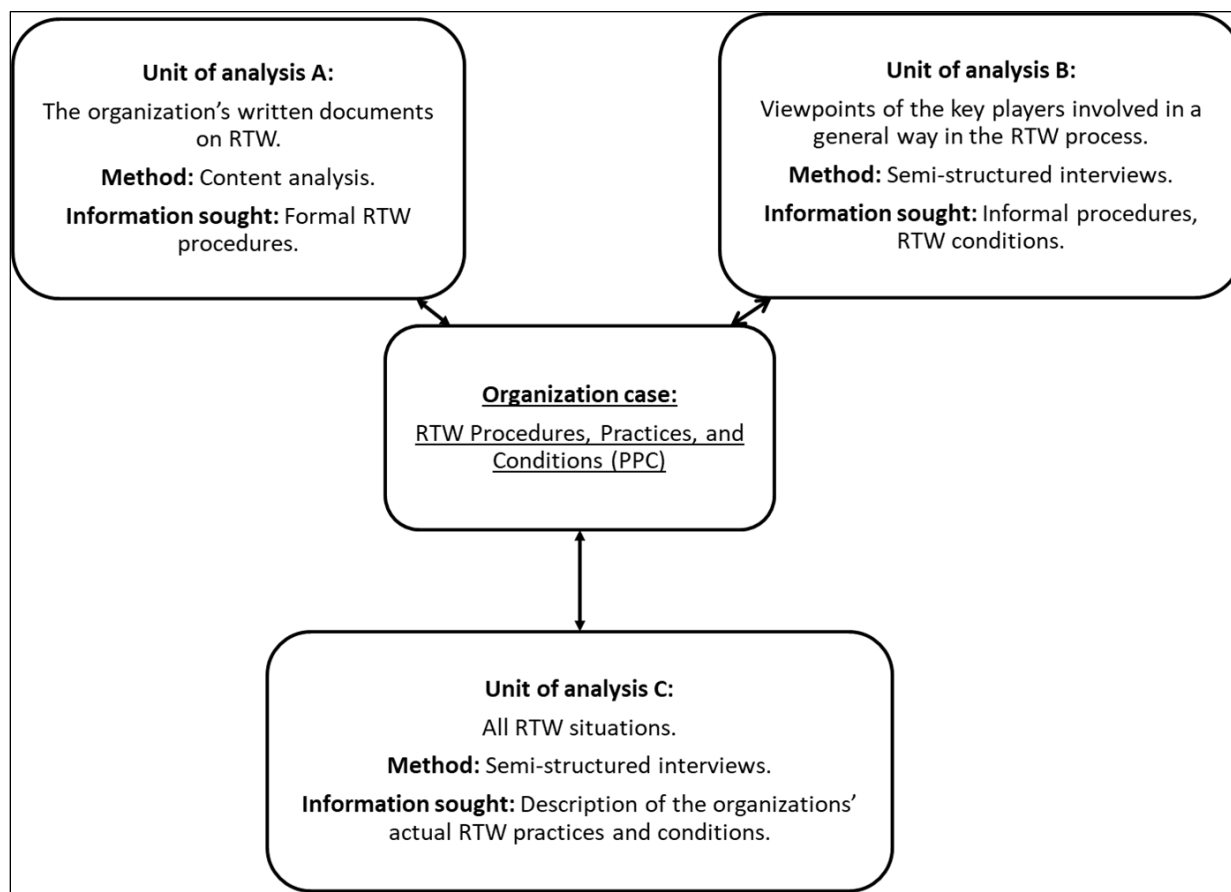 Unit of analysis A:
The organization’s written documents
on RTW.
Method: Content analysis.
Information sought: Formal RTW
procedures.
Unit of analysis B:
Viewpoints of the key players involved in a
general way in the RTW process.
Method: Semi-structured interviews.
Information sought: Informal procedures,
RTW conditions.
Organization case:
RTW Procedures, Practices, and
Conditions (PPC)
Unit of analysis C:
All RTW situations.
Method: Semi-structured interviews.
Information sought: Description of the organizations’
actual RTW practices and conditions.